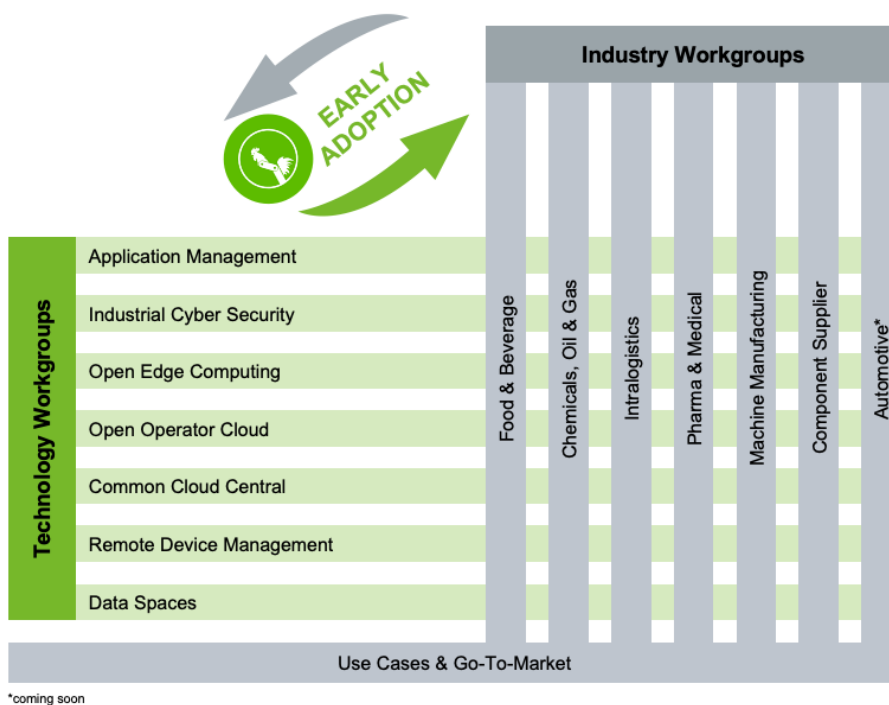 EARLY
ADOPTION
Industry Workgroups
Technology Workgroups
Application Management
Industrial Cyber Security
Open Edge Computing
Open Operator Cloud
Common Cloud Central
Remote Device Management
Data Spaces
Food & Beverage
Chemicals, Oil & Gas
Intralogistics
Pharma & Medical
Machine Manufacturing
Component Supplier
Automotive*
Use Cases & Go-To-Market
*coming soon